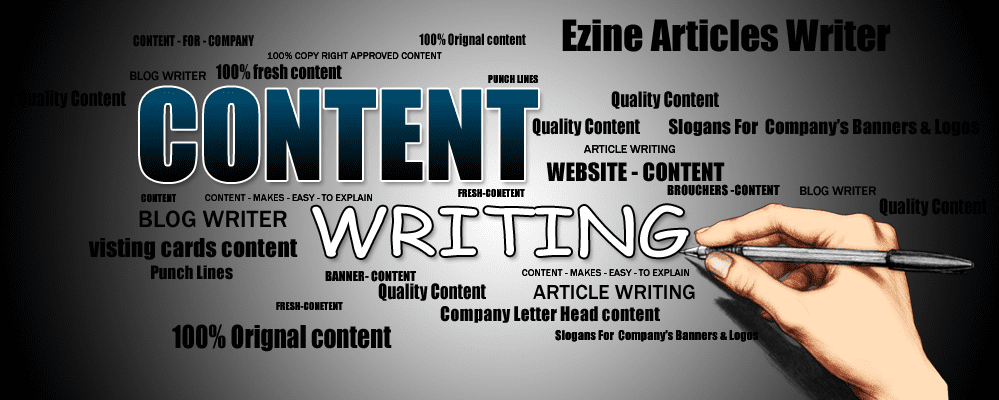 Ezine Articles Writer
CONTENT - FOR - COMPANY
100% Orignal content
100% COPY RIGHT APPROVED CONTENT
BLOG WRITER
100% fresh content
PUNCH LINES
Quality Content
Quality Content
CONTENT
Quality Content
Slogans For Company's Banners & Logos
ARTICLE WRITING
WEBSITE - CONTENT
CONTENT
CONTENT - MAKES - EASY - TO EXPLAIN
FRESH-CONETENT
BROUCHERS -CONTENT
BLOG WRITER
Quality Content
BLOG WRITER
WRITING
visting cards content
Punch Lines
BANNER- CONTENT
CONTENT - MAKES - EASY - TO EXPLAIN
Quality Content
ARTICLE WRITING
FRESH-CONETENT
Company Letter Head content
100% Orignal content
Slogans For Company's Banners & Logos